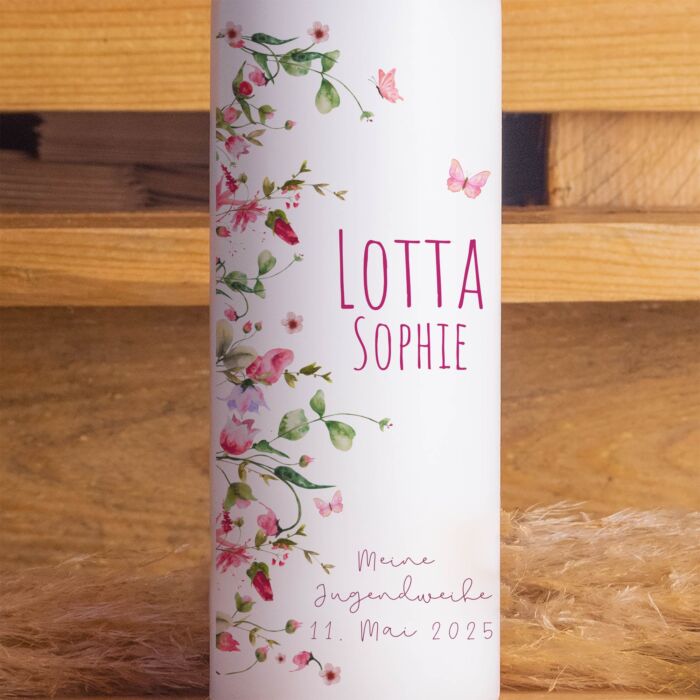 LOTTA
SOPHIE
Meine
Jugendweihe
11. Mai 2025